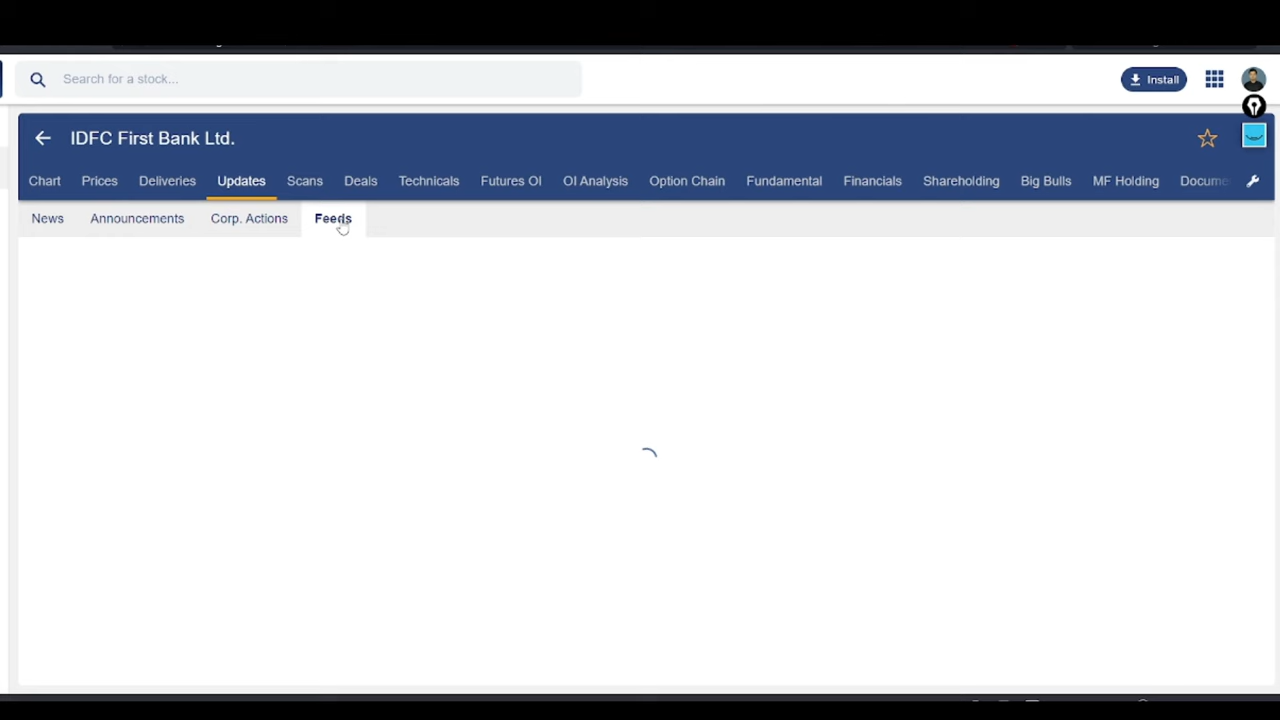 Search for a stock...
Install
IDFC First Bank Ltd.
Chart Prices Deliveries Updates Scans Deals Technicals Futures OI OI Analysis Option Chain Fundamental Financials Shareholding Big Bulls MF Holding Docume
News Announcements Corp. Actions Feeds